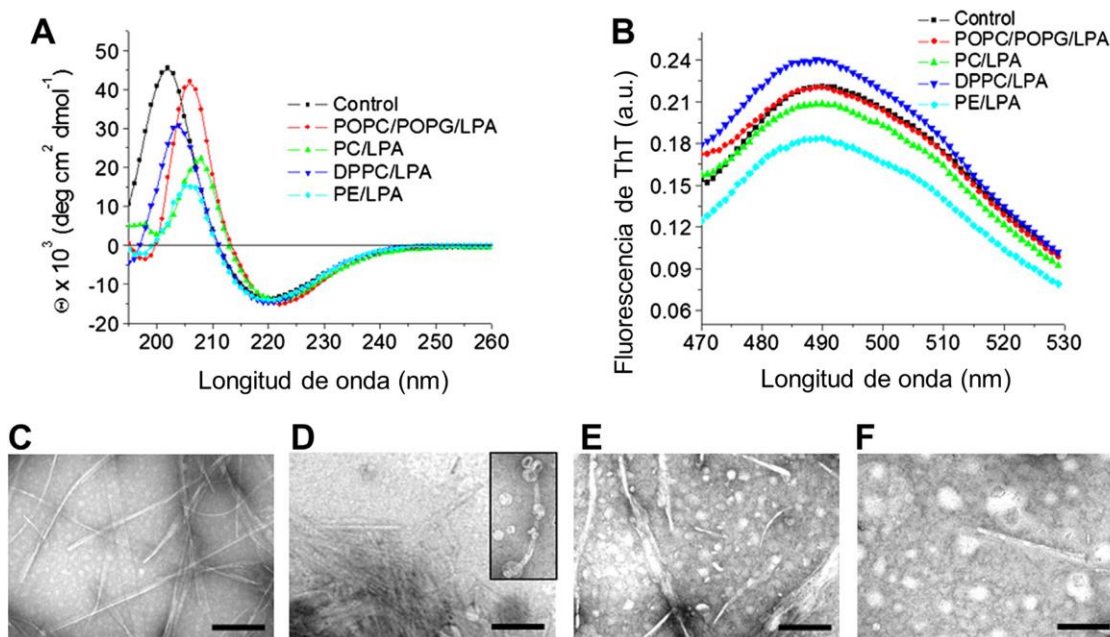 A
50
40
30
20
10
0
-10
-20
Θ x 10³ (deg cm² dmol⁻¹)
Control
POPC/POPG/LPA
PC/LPA
DPPC/LPA
PE/LPA
200 210 220 230 240 250 260
Longitud de onda (nm)
B
0.24
0.21
0.18
0.15
0.12
0.09
0.06
Fluorescencia de ThT (a.u.)
Control
POPC/POPG/LPA
PC/LPA
DPPC/LPA
PE/LPA
470 480 490 500 510 520 530
Longitud de onda (nm)
C
D
E
F